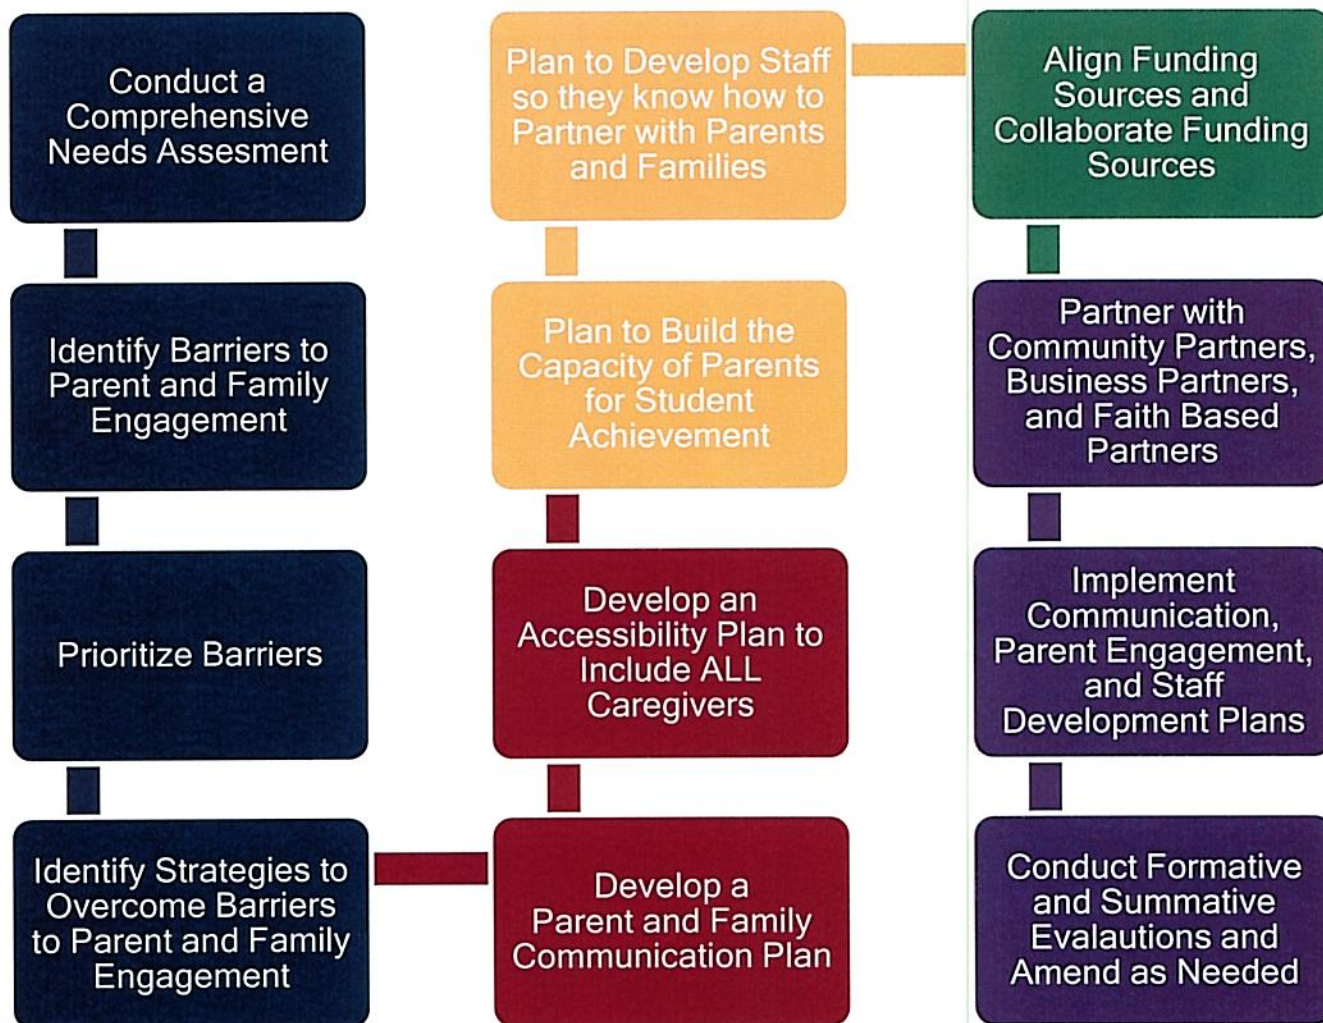 Conduct a
Comprehensive
Needs Assesment
Identify Barriers to
Parent and Family
Engagement
Prioritize Barriers
Identify Strategies to
Overcome Barriers
to Parent and Family
Engagement
Develop a
Parent and Family
Communication Plan
Develop an
Accessibility Plan to
Include ALL
Caregivers
Plan to Build the
Capacity of Parents
for Student
Achievement
Plan to Develop Staff
so they know how to
Partner with Parents
and Families
Align Funding
Sources and
Collaborate Funding
Sources
Partner with
Community Partners,
Business Partners,
and Faith Based
Partners
Implement
Communication,
Parent Engagement,
and Staff
Development Plans
Conduct Formative
and Summative
Evalautions and
Amend as Needed